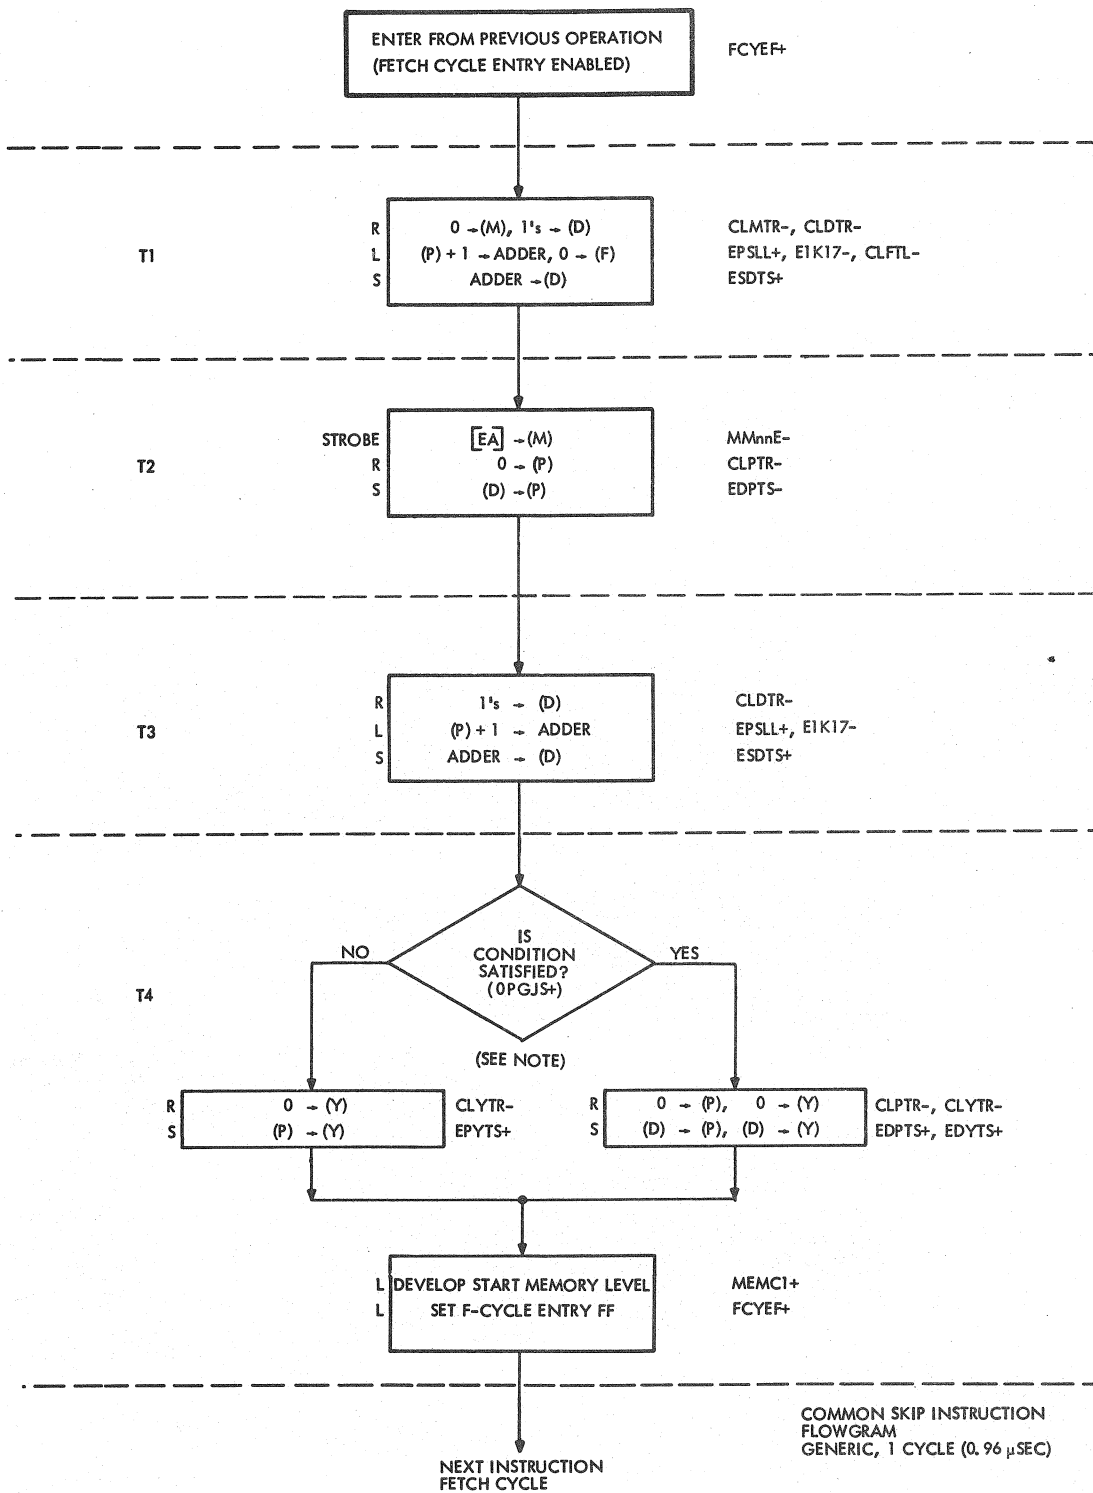 ENTER FROM PREVIOUS OPERATION
(FETCH CYCLE ENTRY ENABLED)
FCYEF+
R 0 → (M), 1's → (D) CLMTR-, CLDTR-
T1 L (P) + 1 → ADDER, 0 → (F) EPSLL+, E1K17-, CLFTL-
S ADDER → (D) ESDTS+
STROBE [EA] → (M) MMnnE-
T2 R 0 → (P) CLPTR-
S (D) → (P) EDPTS-
R 1's → (D) CLDTR-
T3 L (P) + 1 → ADDER EPSLL+, E1K17-
S ADDER → (D) ESDTS+
IS
NO CONDITION YES
SATISFIED?
T4 (0PGJS+)
(SEE NOTE)
R 0 → (Y) CLYTR- R 0 → (P), 0 → (Y) CLPTR-, CLYTR-
S (P) → (Y) EPYTS+ S (D) → (P), (D) → (Y) EDPTS+, EDYTS+
L DEVELOP START MEMORY LEVEL MEMC1+
L SET F-CYCLE ENTRY FF FCYEF+
COMMON SKIP INSTRUCTION
FLOWGRAM
GENERIC, 1 CYCLE (0.96 µSEC)
NEXT INSTRUCTION
FETCH CYCLE